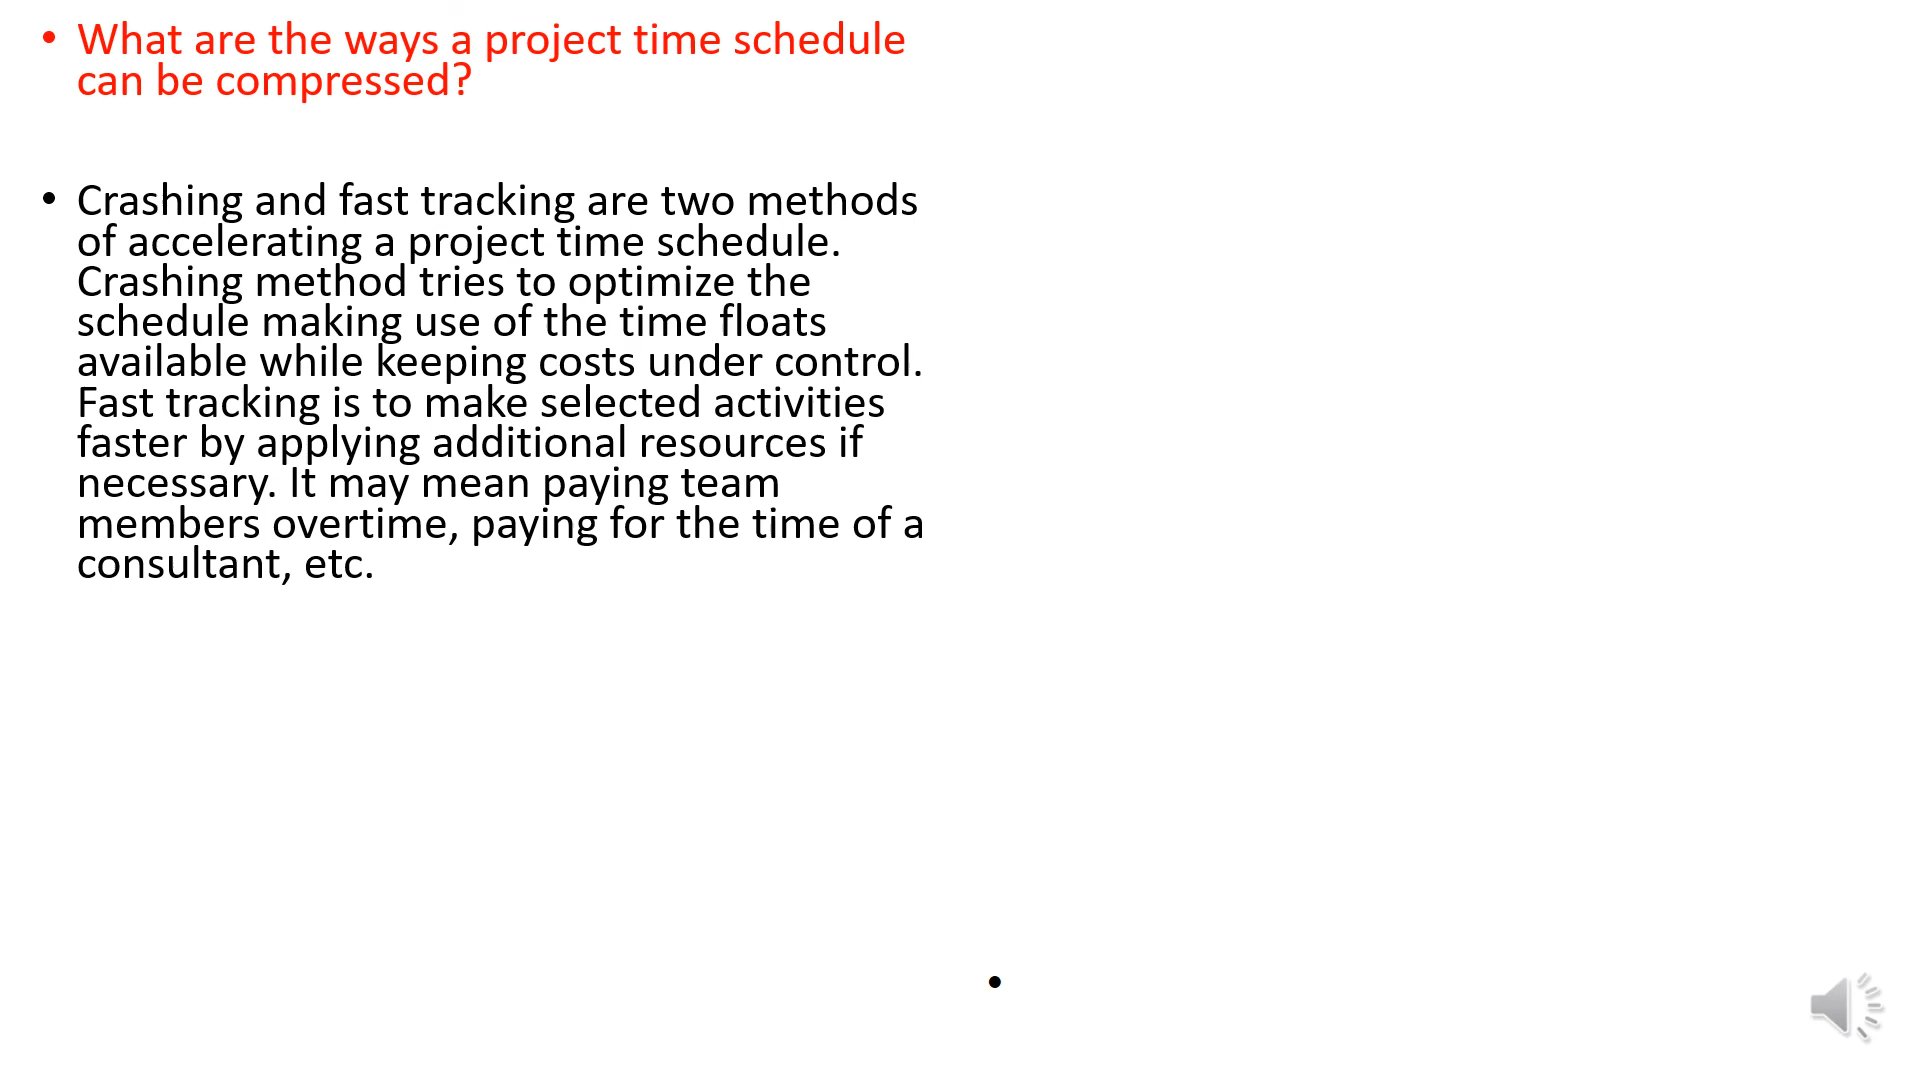 • What are the ways a project time schedule
can be compressed?
• Crashing and fast tracking are two methods
of accelerating a project time schedule.
Crashing method tries to optimize the
schedule making use of the time floats
available while keeping costs under control.
Fast tracking is to make selected activities
faster by applying additional resources if
necessary. It may mean paying team
members overtime, paying for the time of a
consultant, etc.
•